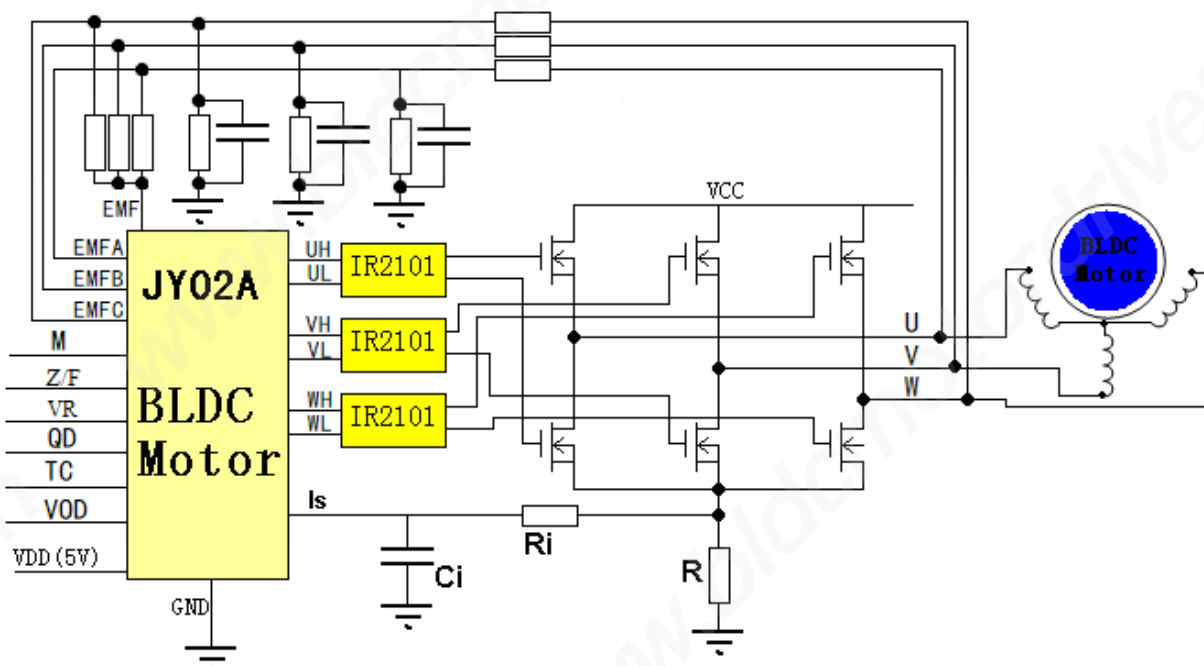 VCC
EMF
EMFA
EMFB
EMFC
JY02A
BLDC
Motor
M
Z/F
VR
QD
TC
VOD
VDD(5V)
GND
UH
UL
VH
VL
WH
WL
IR2101
IR2101
IR2101
Is
Ri
Ci
R
U
V
W
BLDC
Motor